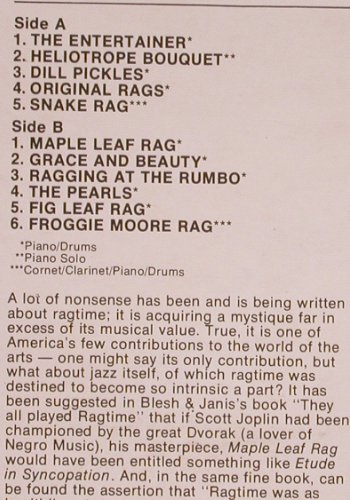 Side A
1. THE ENTERTAINER*
2. HELIOTROPE BOUQUET**
3. DILL PICKLES*
4. ORIGINAL RAGS*
5. SNAKE RAG***
Side B
1. MAPLE LEAF RAG*
2. GRACE AND BEAUTY*
3. RAGGING AT THE RUMBO*
4. THE PEARLS*
5. FIG LEAF RAG*
6. FROGGIE MOORE RAG***
*Piano/Drums
**Piano Solo
***Cornet/Clarinet/Piano/Drums
A lot of nonsense has been and is being written
about ragtime; it is acquiring a mystique far in
excess of its musical value. True, it is one of
America's few contributions to the world of the
arts — one might say its only contribution, but
what about jazz itself, of which ragtime was
destined to become so intrinsic a part? It has
been suggested in Blesh & Janis's book "They
all played Ragtime" that if Scott Joplin had been
championed by the great Dvorak (a lover of
Negro Music), his masterpiece, Maple Leaf Rag
would have been entitled something like Etude
in Syncopation. And, in the same fine book, can
be found the assertion that "Ragtime was as